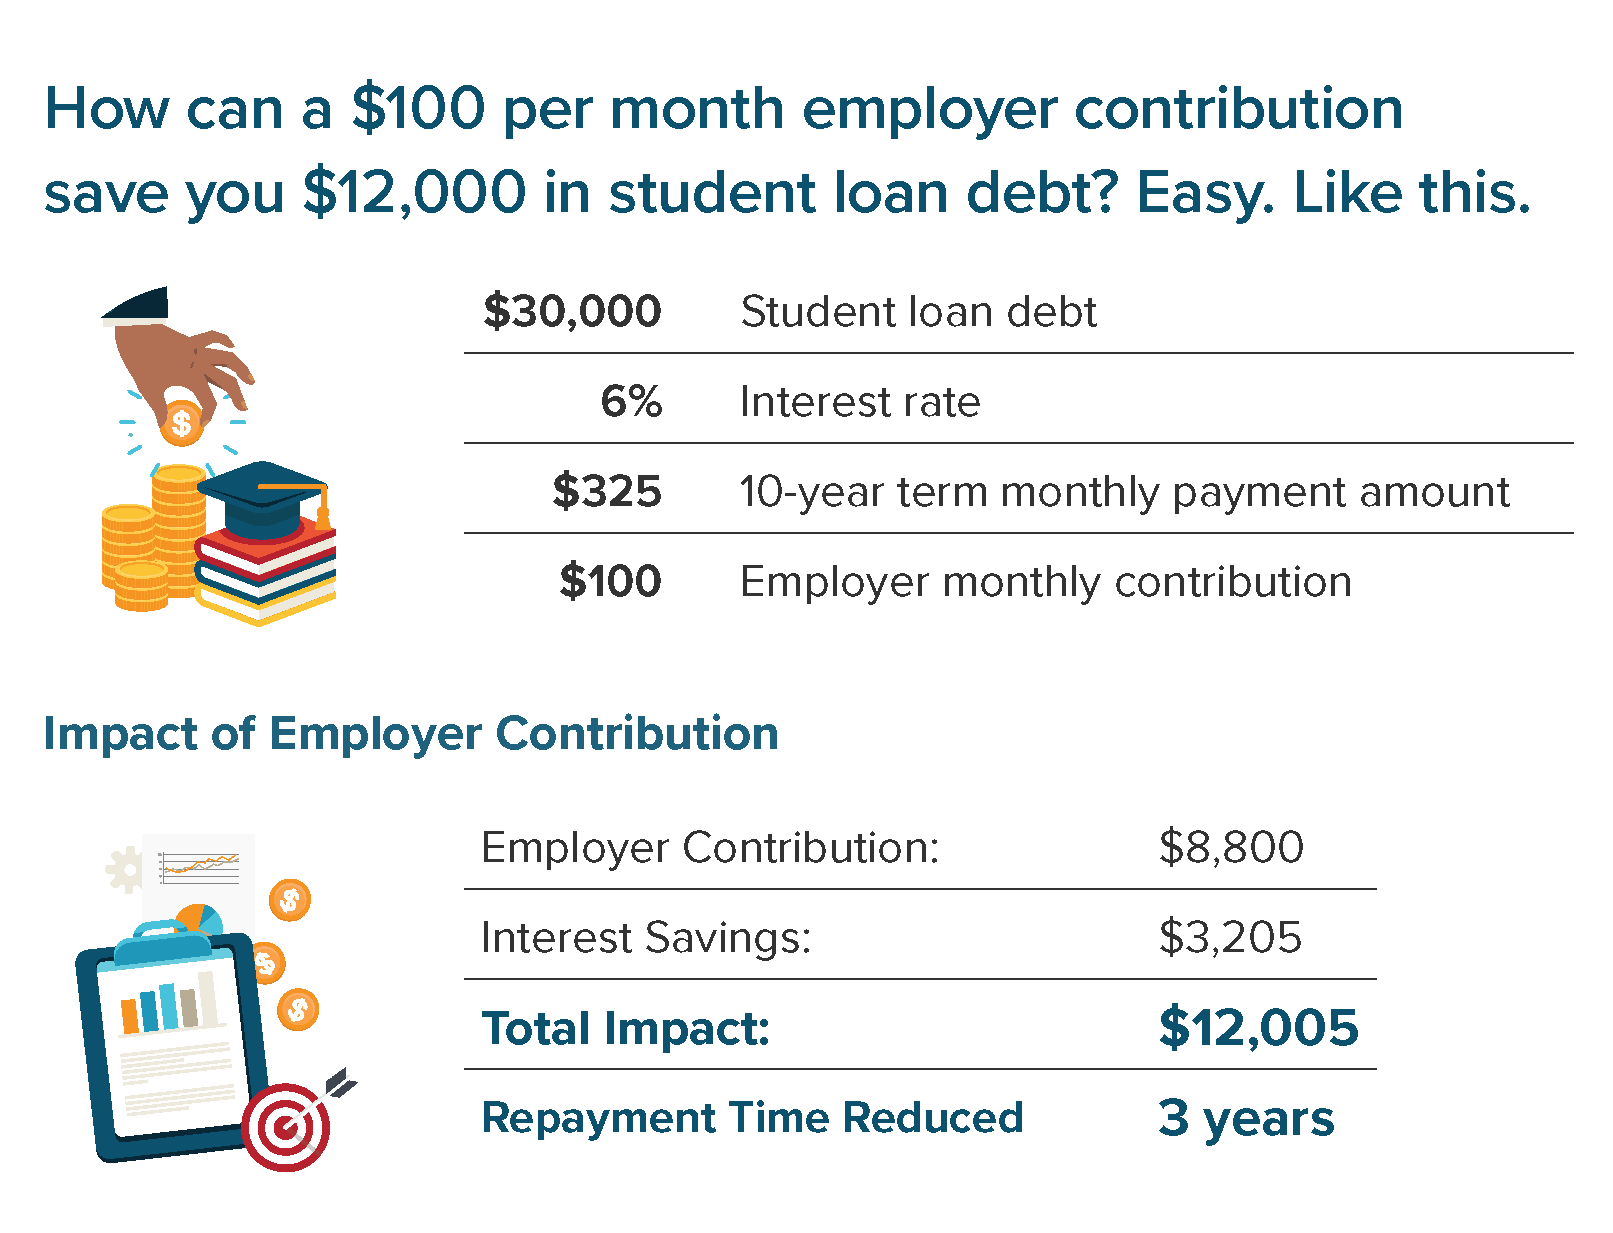 How can a $100 per month employer contribution
save you $12,000 in student loan debt? Easy. Like this.
$30,000 Student loan debt
6% Interest rate
$325 10-year term monthly payment amount
$100 Employer monthly contribution
Impact of Employer Contribution
Employer Contribution: $8,800
Interest Savings: $3,205
Total Impact: $12,005
Repayment Time Reduced 3 years
$
$
$
$